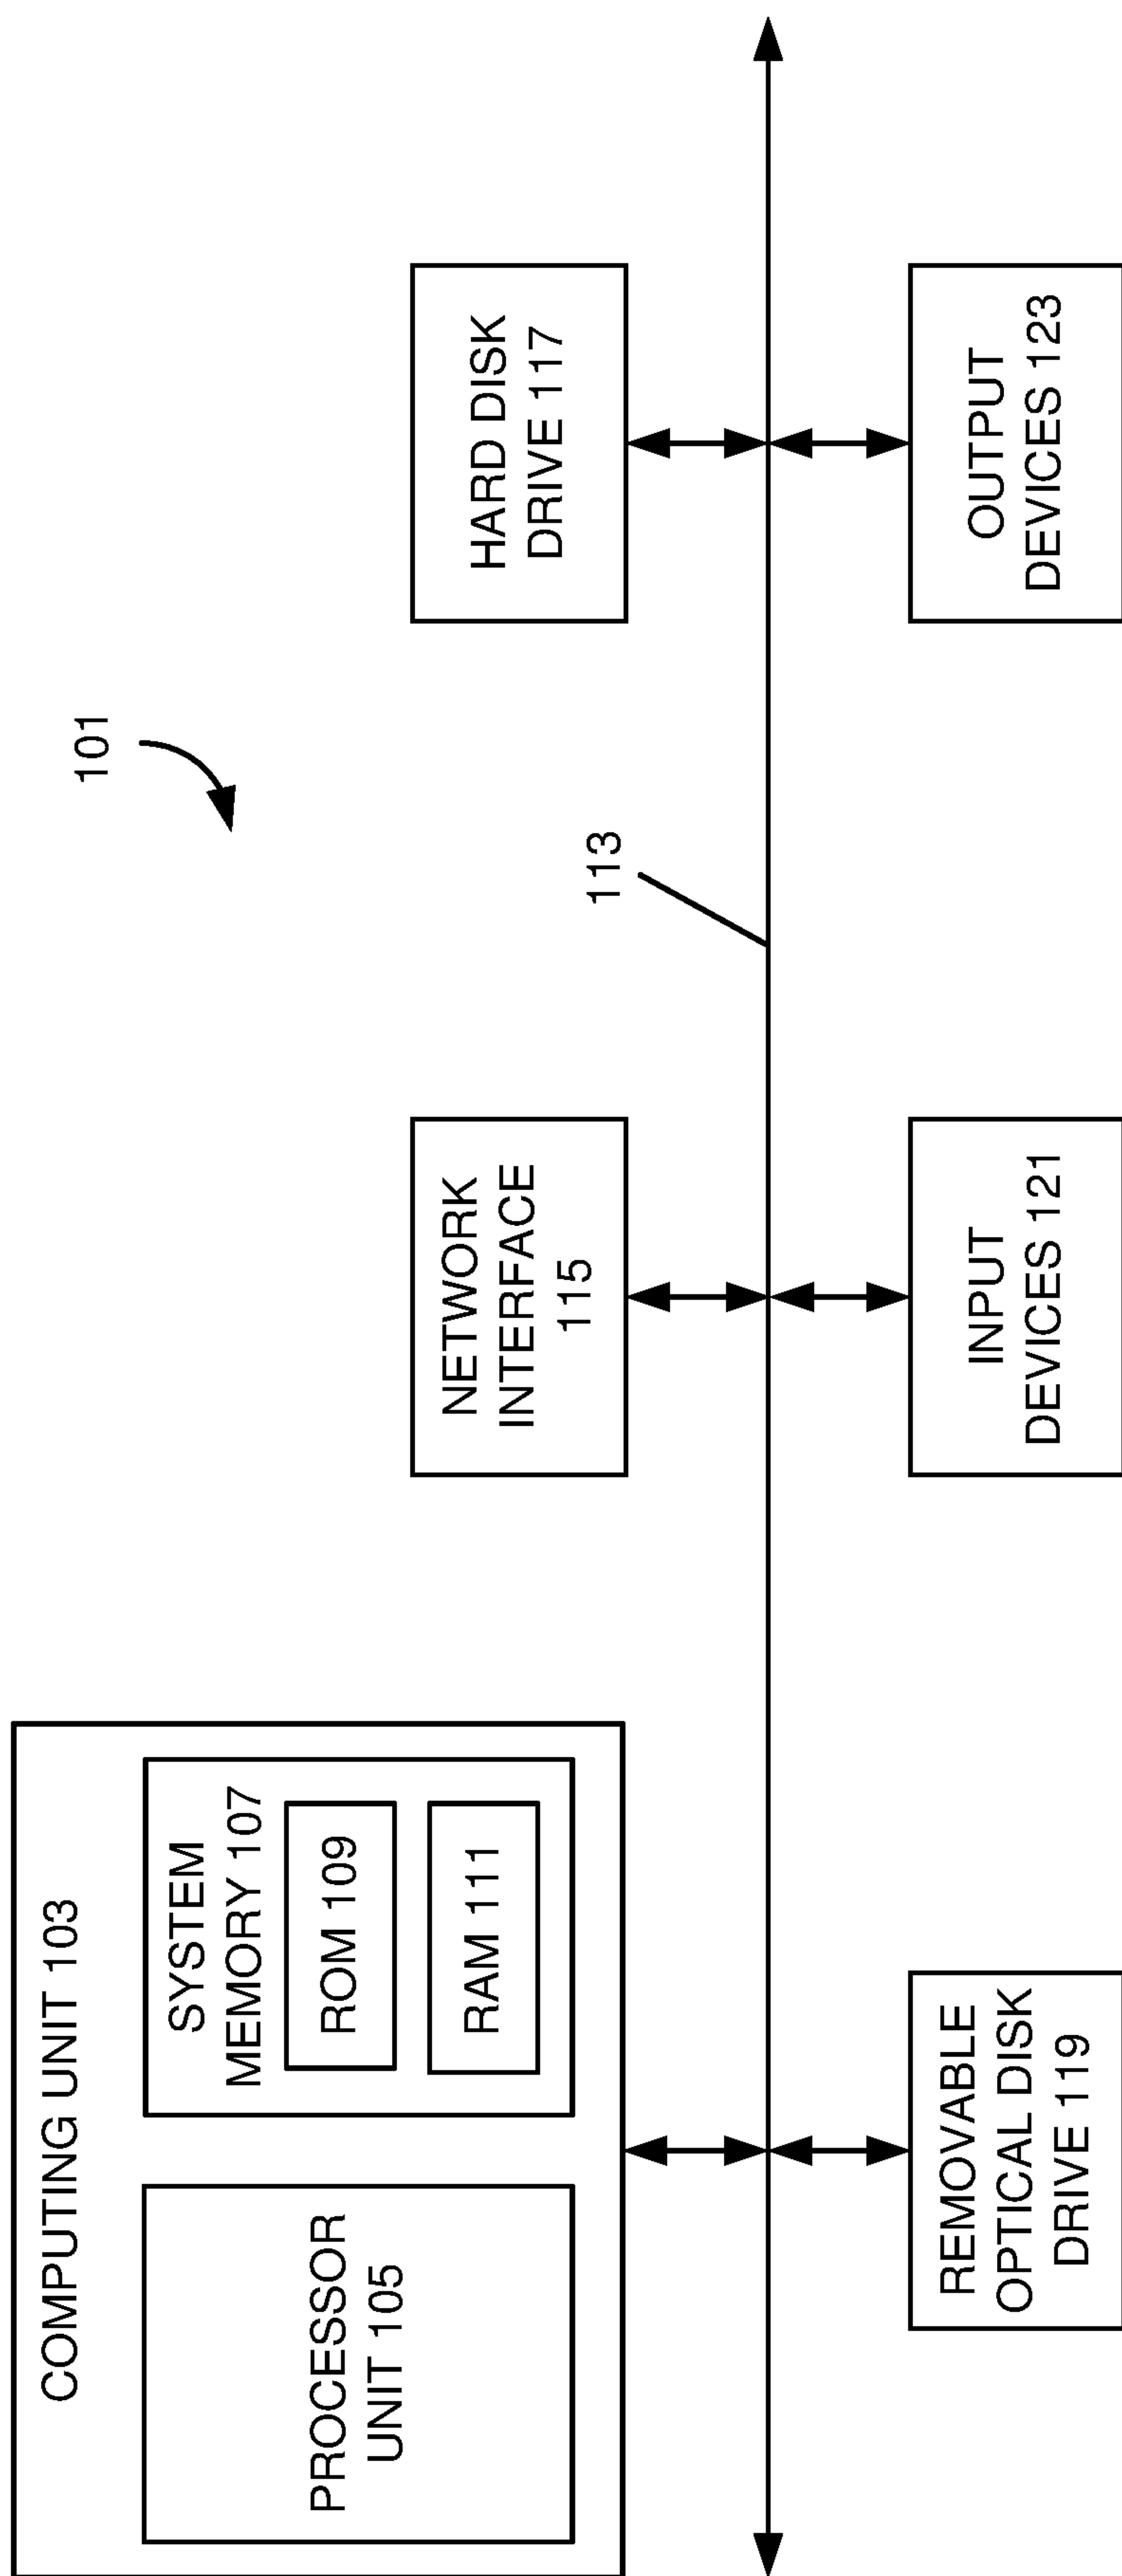 101
COMPUTING UNIT 103
PROCESSOR
UNIT 105
SYSTEM
MEMORY 107
ROM 109
RAM 111
NETWORK
INTERFACE
115
HARD DISK
DRIVE 117
113
REMOVABLE
OPTICAL DISK
DRIVE 119
INPUT
DEVICES 121
OUTPUT
DEVICES 123